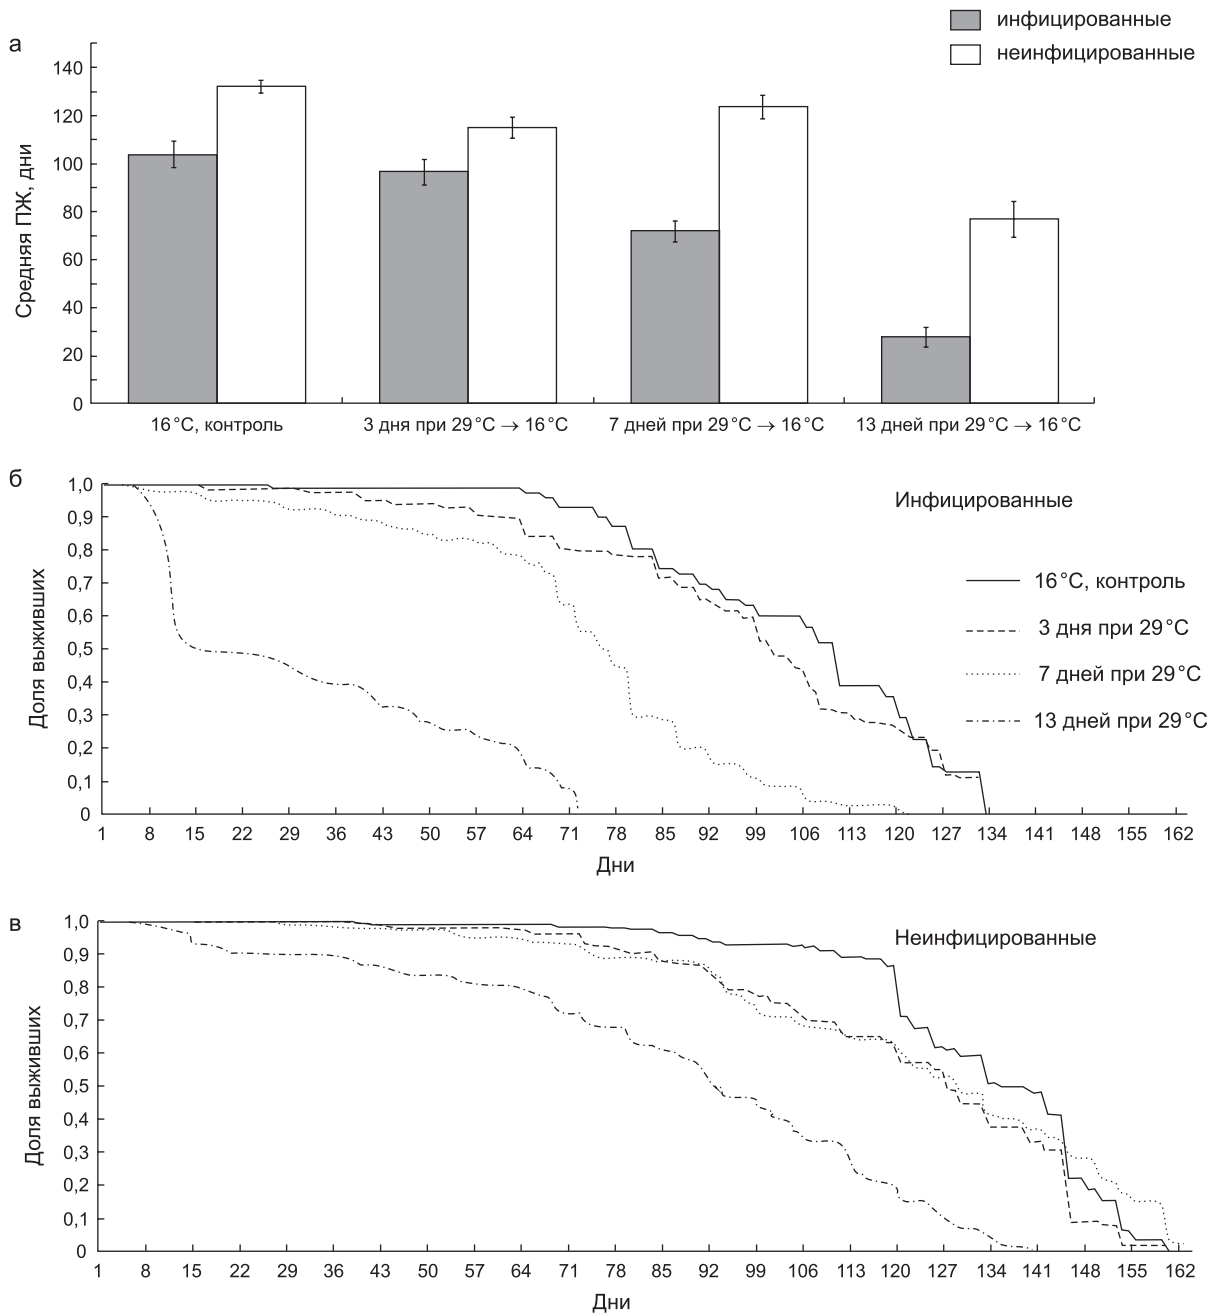 а
инфицированные
неинфицированные
Средняя ПЖ, дни
140
120
100
80
60
40
20
0
16 °C, контроль
3 дня при 29 °C → 16 °C
7 дней при 29 °C → 16 °C
13 дней при 29 °C → 16 °C
б
Инфицированные
Доля выживших
1,0
0,9
0,8
0,7
0,6
0,5
0,4
0,3
0,2
0,1
0
16 °C, контроль
3 дня при 29 °C
7 дней при 29 °C
13 дней при 29 °C
1 8 15 22 29 36 43 50 57 64 71 78 85 92 99 106 113 120 127 134 141 148 155 162
Дни
в
Неинфицированные
Доля выживших
1,0
0,9
0,8
0,7
0,6
0,5
0,4
0,3
0,2
0,1
0
1 8 15 22 29 36 43 50 57 64 71 78 85 92 99 106 113 120 127 134 141 148 155 162
Дни